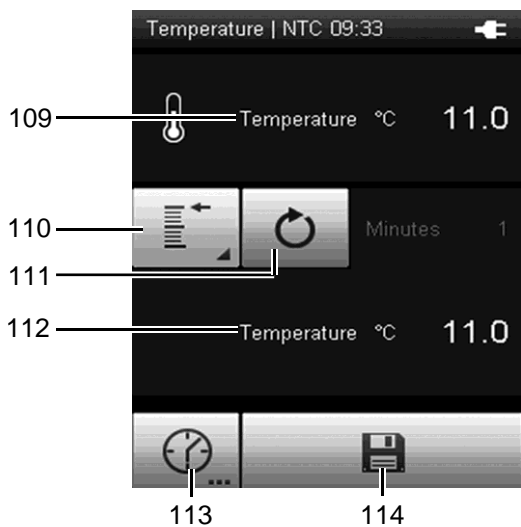 Temperature | NTC 09:33
109 Temperature °C 11.0
110 Minutes 1
111
112 Temperature °C 11.0
...
113 114